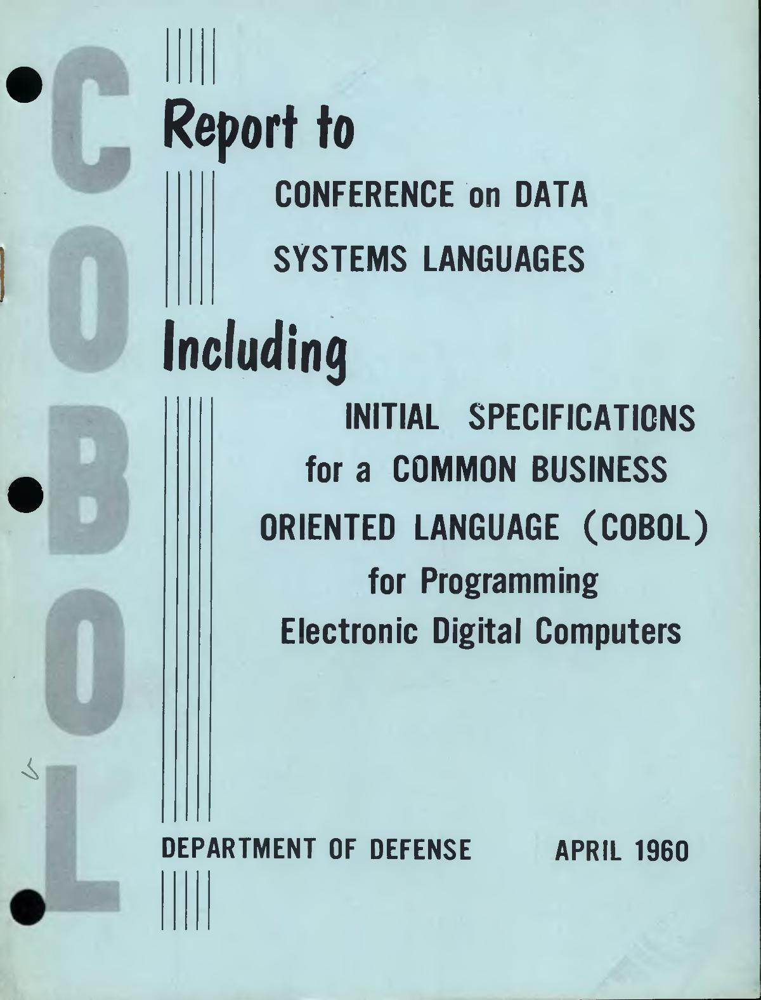 COBOL
Report to
CONFERENCE on DATA
SYSTEMS LANGUAGES
Including
INITIAL SPECIFICATIONS
for a COMMON BUSINESS
ORIENTED LANGUAGE (COBOL)
for Programming
Electronic Digital Computers
DEPARTMENT OF DEFENSE APRIL 1960